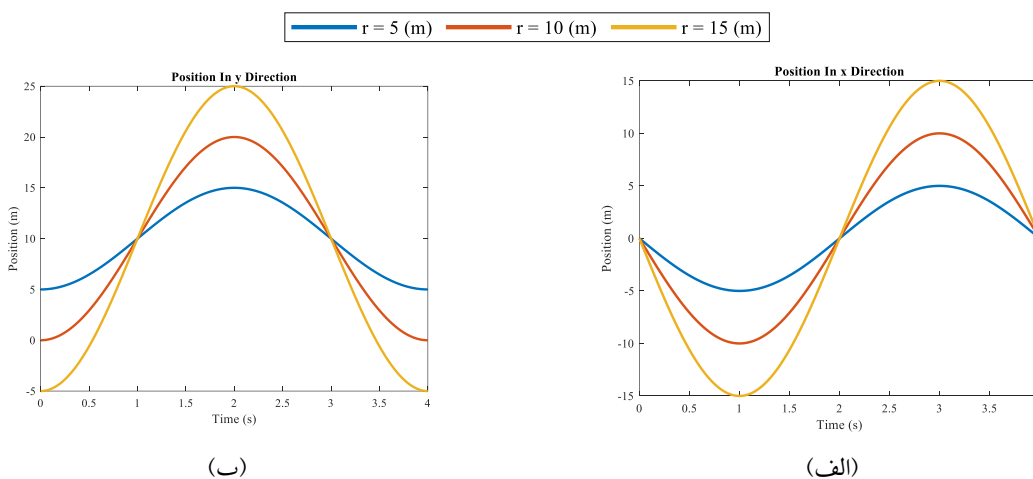 r = 5 (m) r = 10 (m) r = 15 (m)
Position In y Direction
25
20
15
10
5
0
-5
Position (m)
0 0.5 1 1.5 2 2.5 3 3.5 4
Time (s)
(ب)
Position In x Direction
15
10
5
0
-5
-10
-15
Position (m)
0 0.5 1 1.5 2 2.5 3 3.5
Time (s)
(الف)